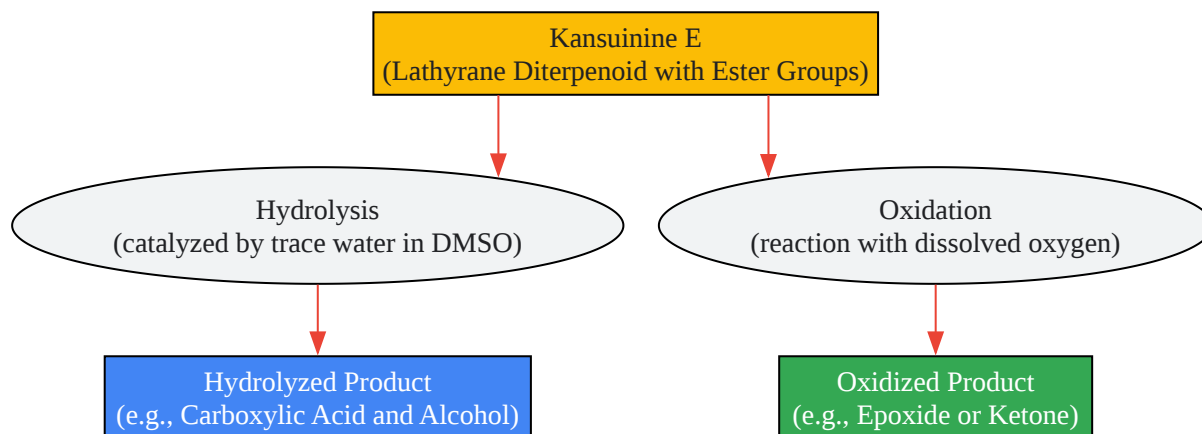 Kansuinine E
(Lathyrane Diterpenoid with Ester Groups)
Hydrolysis
(catalyzed by trace water in DMSO)
Oxidation
(reaction with dissolved oxygen)
Hydrolyzed Product
(e.g., Carboxylic Acid and Alcohol)
Oxidized Product
(e.g., Epoxide or Ketone)